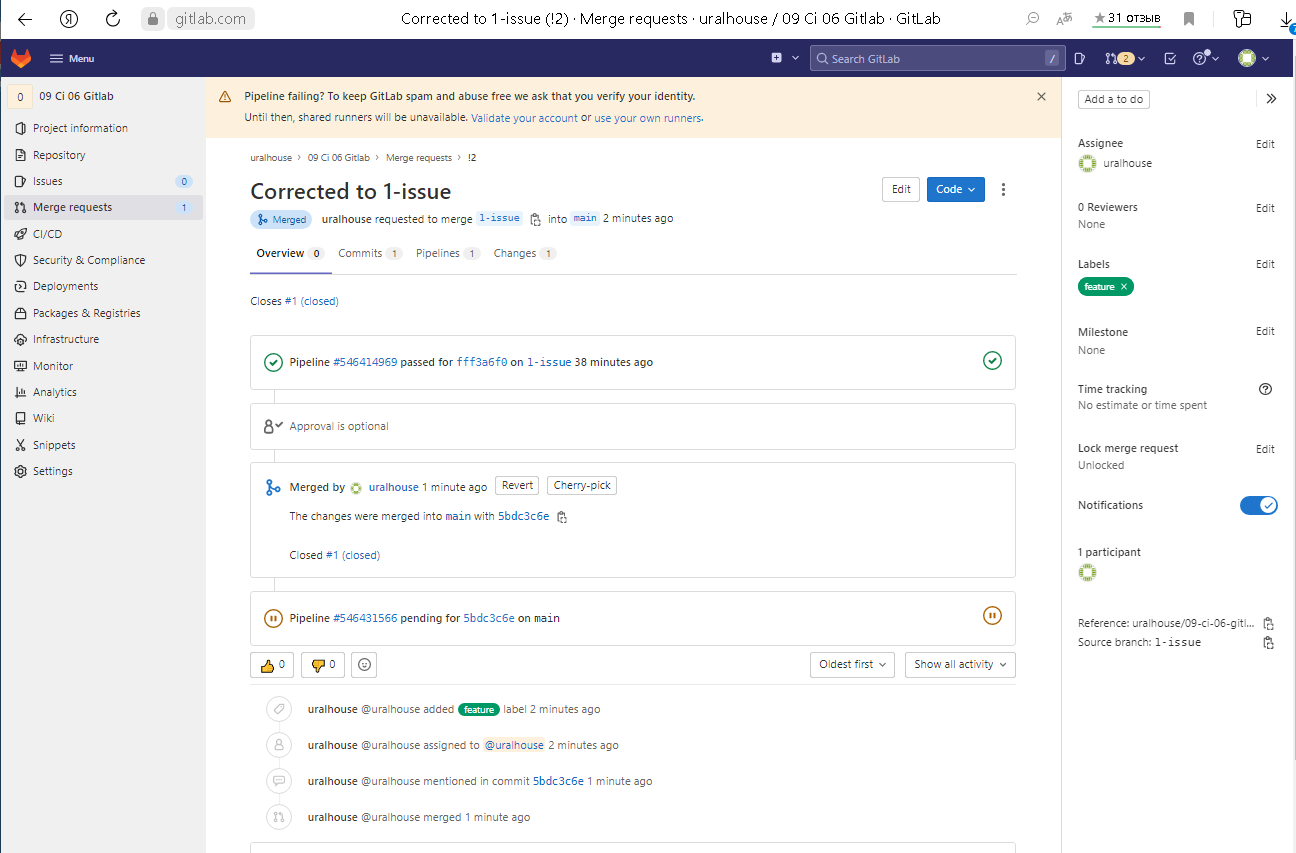 gitlab.com
Corrected to 1-issue (!2) · Merge requests · uralhouse / 09 Ci 06 Gitlab · GitLab
31 отзыв
Menu
Search GitLab
/
2
0
09 Ci 06 Gitlab
Project information
Repository
Issues 0
Merge requests 1
CI/CD
Security & Compliance
Deployments
Packages & Registries
Infrastructure
Monitor
Analytics
Wiki
Snippets
Settings
Pipeline failing? To keep GitLab spam and abuse free we ask that you verify your identity.
Until then, shared runners will be unavailable. Validate your account or use your own runners.
uralhouse › 09 Ci 06 Gitlab › Merge requests › !2
Corrected to 1-issue
Edit
Code
Merged uralhouse requested to merge 1-issue into main 2 minutes ago
Overview 0 Commits 1 Pipelines 1 Changes 1
Closes #1 (closed)
Pipeline #546414969 passed for fff3a6f0 on 1-issue 38 minutes ago
Approval is optional
Merged by uralhouse 1 minute ago Revert Cherry-pick
The changes were merged into main with 5bdc3c6e
Closed #1 (closed)
Pipeline #546431566 pending for 5bdc3c6e on main
0 0 Oldest first Show all activity
uralhouse @uralhouse added feature label 2 minutes ago
uralhouse @uralhouse assigned to @uralhouse 2 minutes ago
uralhouse @uralhouse mentioned in commit 5bdc3c6e 1 minute ago
uralhouse @uralhouse merged 1 minute ago
Add a to do
Assignee Edit
uralhouse
0 Reviewers Edit
None
Labels Edit
feature
Milestone Edit
None
Time tracking
No estimate or time spent
Lock merge request Edit
Unlocked
Notifications
1 participant
Reference: uralhouse/09-ci-06-gitl...
Source branch: 1-issue